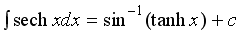 ∫ sech xdx = sin⁻¹(tanh x) + c